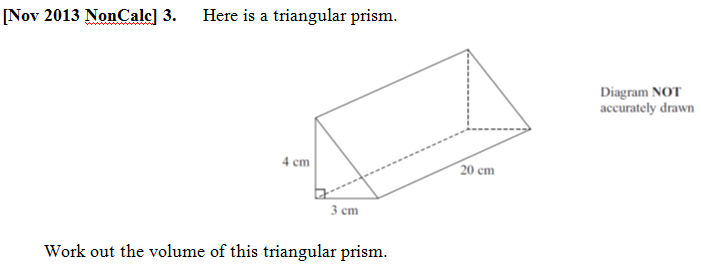 [Nov 2013 NonCalc] 3. Here is a triangular prism.
Diagram NOT
accurately drawn
4 cm
20 cm
3 cm
Work out the volume of this triangular prism.